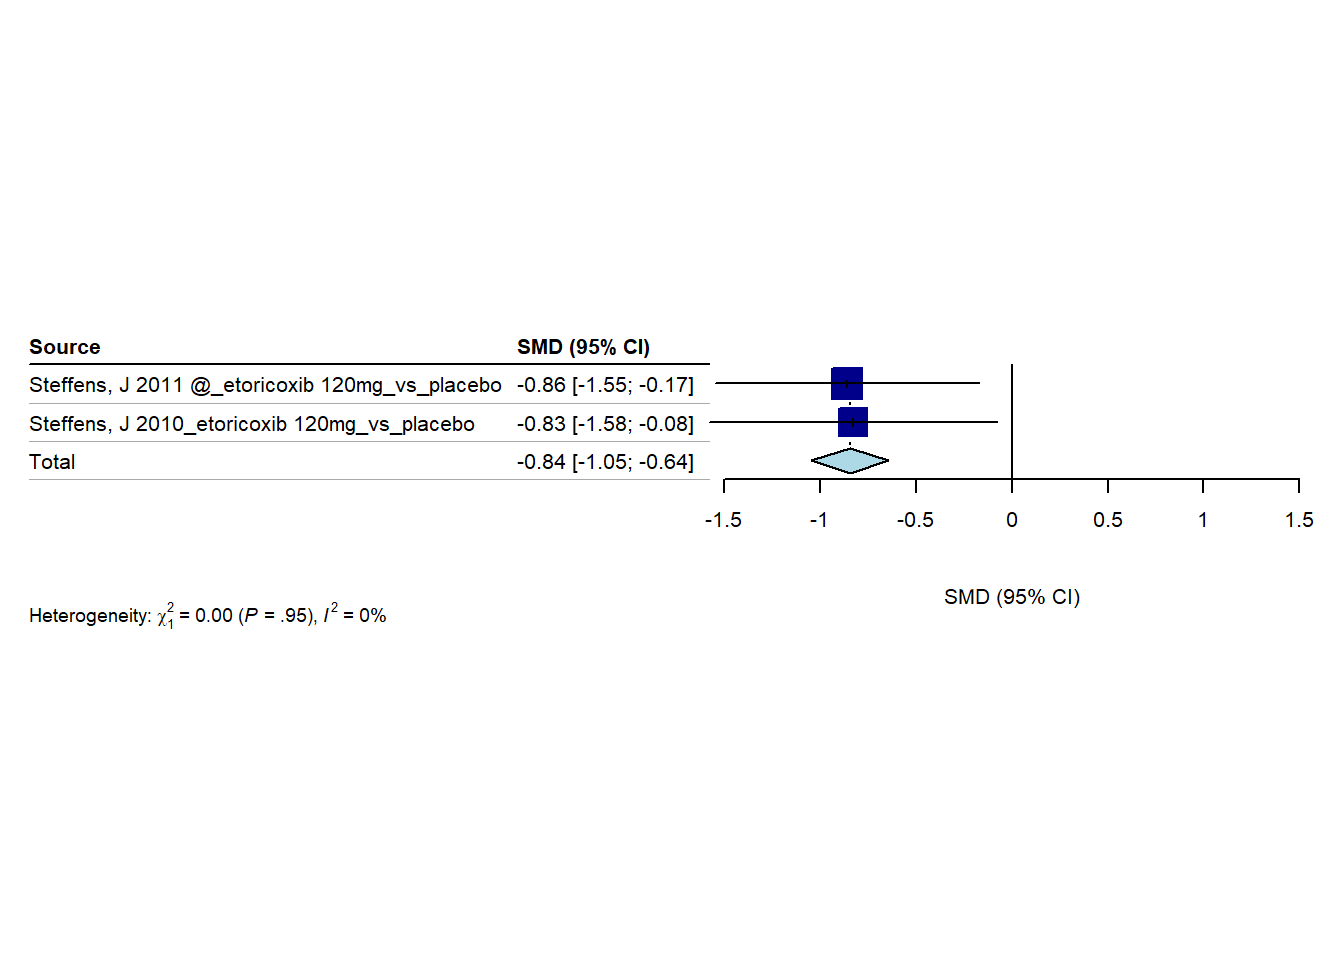 Source SMD (95% CI)
Steffens, J 2011 @_etoricoxib 120mg_vs_placebo -0.86 [-1.55; -0.17]
Steffens, J 2010_etoricoxib 120mg_vs_placebo -0.83 [-1.58; -0.08]
Total -0.84 [-1.05; -0.64]
-1.5 -1 -0.5 0 0.5 1 1.5
SMD (95% CI)
Heterogeneity: χ²₁ = 0.00 (P = .95), I² = 0%